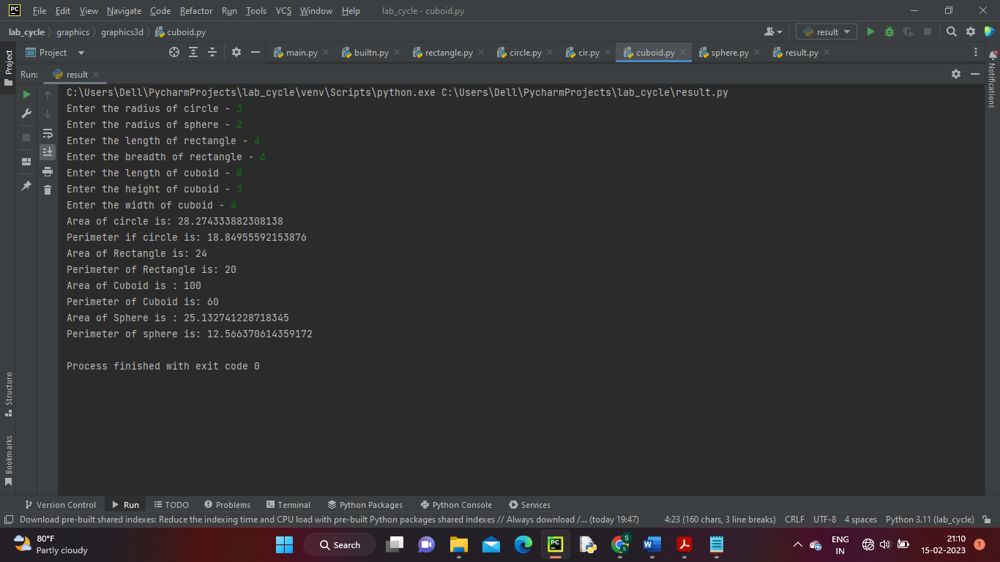 File Edit View Navigate Code Refactor Run Tools VCS Window Help lab_cycle - cuboid.py
lab_cycle graphics graphics3d cuboid.py result
Project main.py builtn.py rectangle.py circle.py cir.py cuboid.py sphere.py result.py
Project
Notifications
Run: result
C:\Users\Dell\PycharmProjects\lab_cycle\venv\Scripts\python.exe C:\Users\Dell\PycharmProjects\lab_cycle\result.py
Enter the radius of circle - 3
Enter the radius of sphere - 2
Enter the length of rectangle - 4
Enter the breadth of rectangle - 6
Enter the length of cuboid - 8
Enter the height of cuboid - 3
Enter the width of cuboid - 4
Area of circle is: 28.274333882308138
Perimeter if circle is: 18.84955592153876
Area of Rectangle is: 24
Perimeter of Rectangle is: 20
Area of Cuboid is : 100
Perimeter of Cuboid is: 60
Area of Sphere is : 25.132741228718345
Perimeter of sphere is: 12.566370614359172
Process finished with exit code 0
Structure
Bookmarks
Version Control Run TODO Problems Terminal Python Packages Python Console Services
Download pre-built shared indexes: Reduce the indexing time and CPU load with pre-built Python packages shared indexes // Always download /... (today 19:47) 4:23 (160 chars, 3 line breaks) CRLF UTF-8 4 spaces Python 3.11 (lab_cycle)
80°F
Partly cloudy
Search
S
S
ENG
IN
21:10
15-02-2023
1